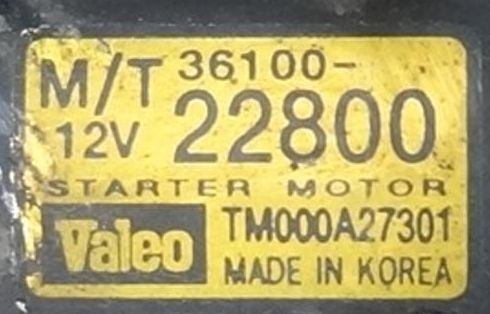 M/T 36100-
12V 22800
STARTER MOTOR
Valeo TM000A27301
MADE IN KOREA